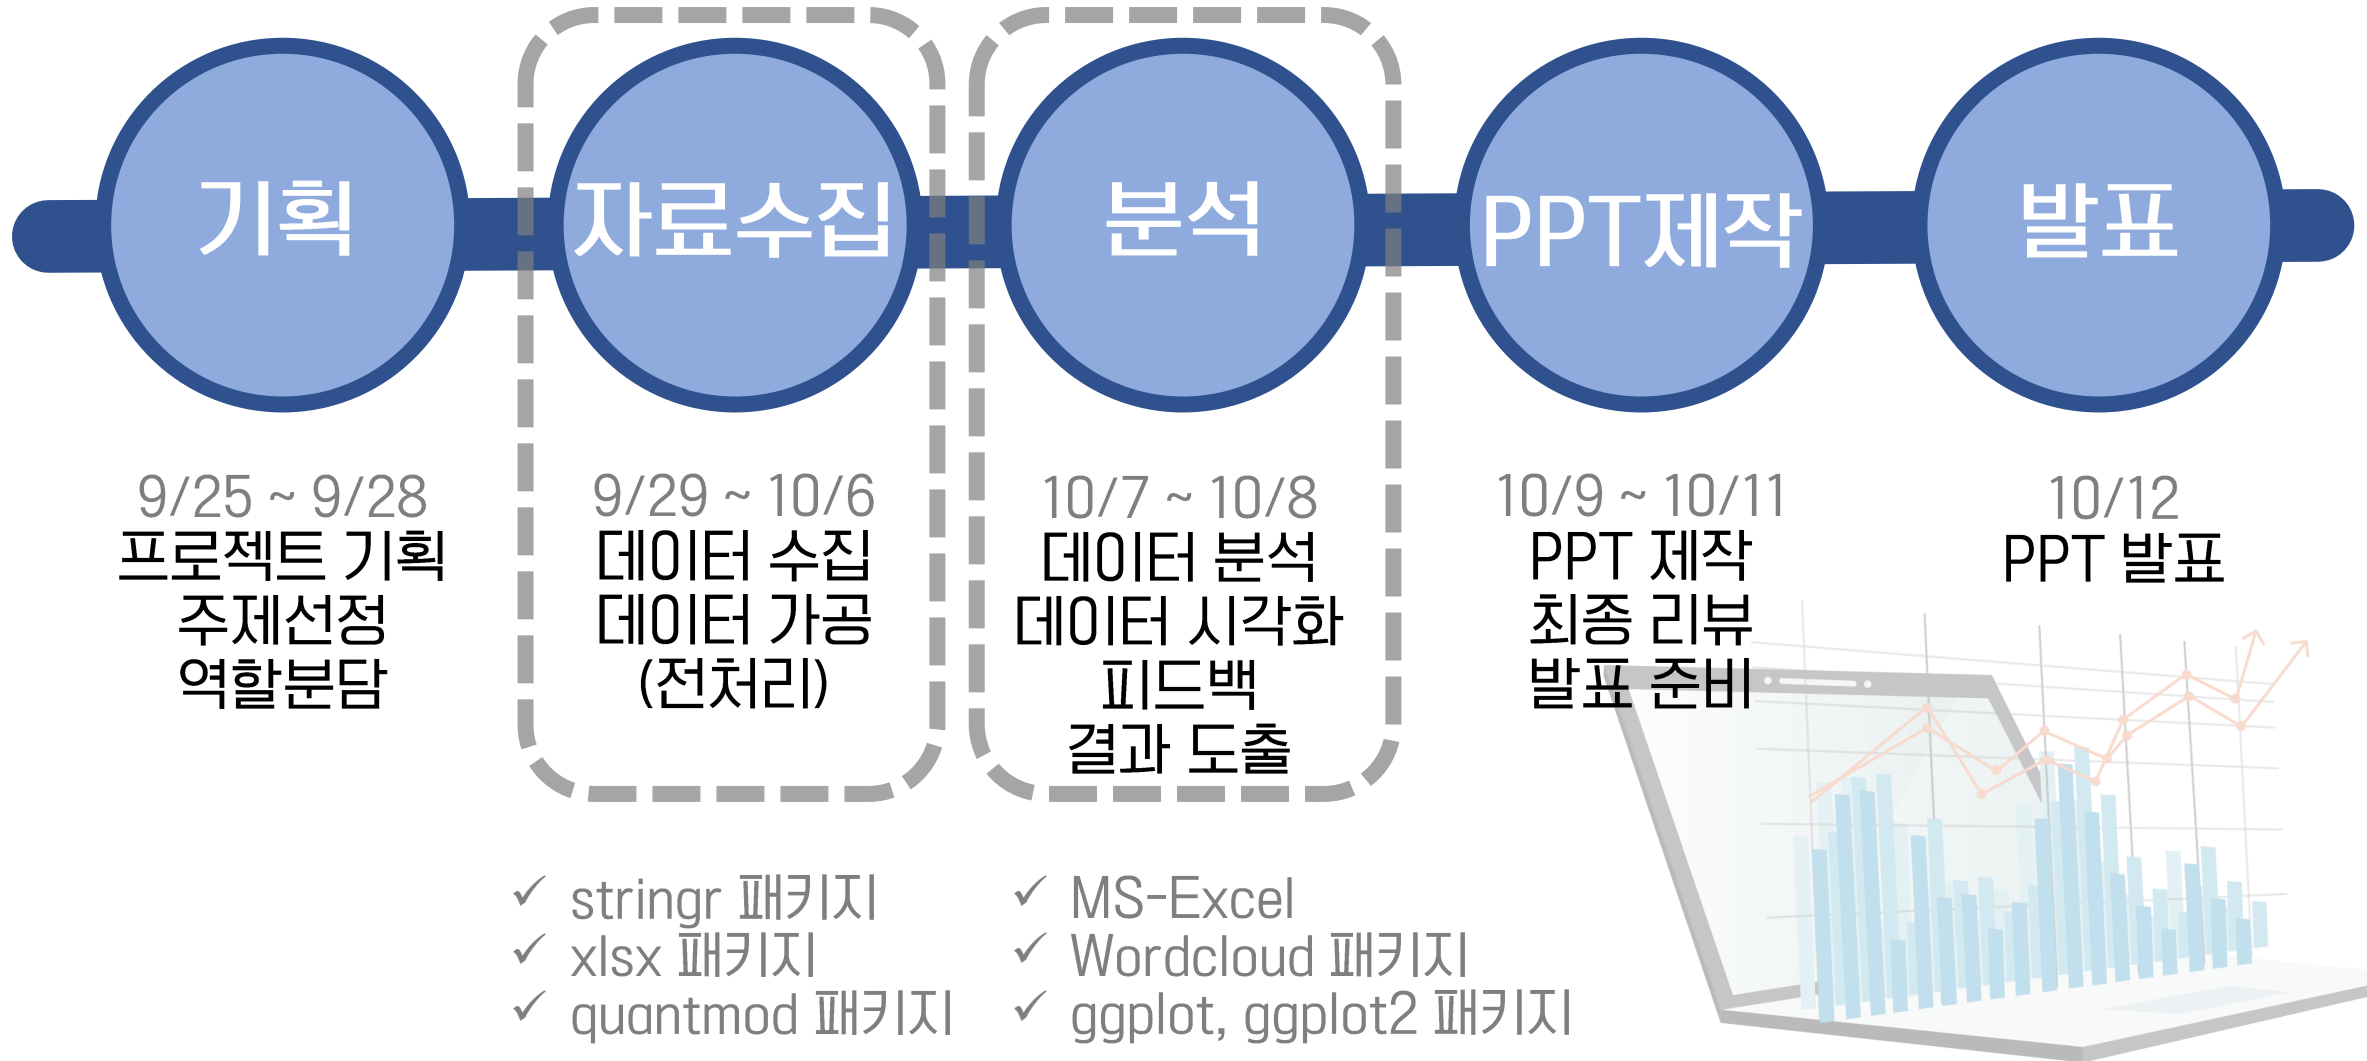 기획
자료수집
분석
PPT제작
발표
9/25 ~ 9/28
프로젝트 기획
주제선정
역할분담
9/29 ~ 10/6
데이터 수집
데이터 가공
(전처리)
10/7 ~ 10/8
데이터 분석
데이터 시각화
피드백
결과 도출
10/9 ~ 10/11
PPT 제작
최종 리뷰
발표 준비
10/12
PPT 발표
✓ stringr 패키지
✓ xlsx 패키지
✓ quantmod 패키지
✓ MS-Excel
✓ Wordcloud 패키지
✓ ggplot, ggplot2 패키지